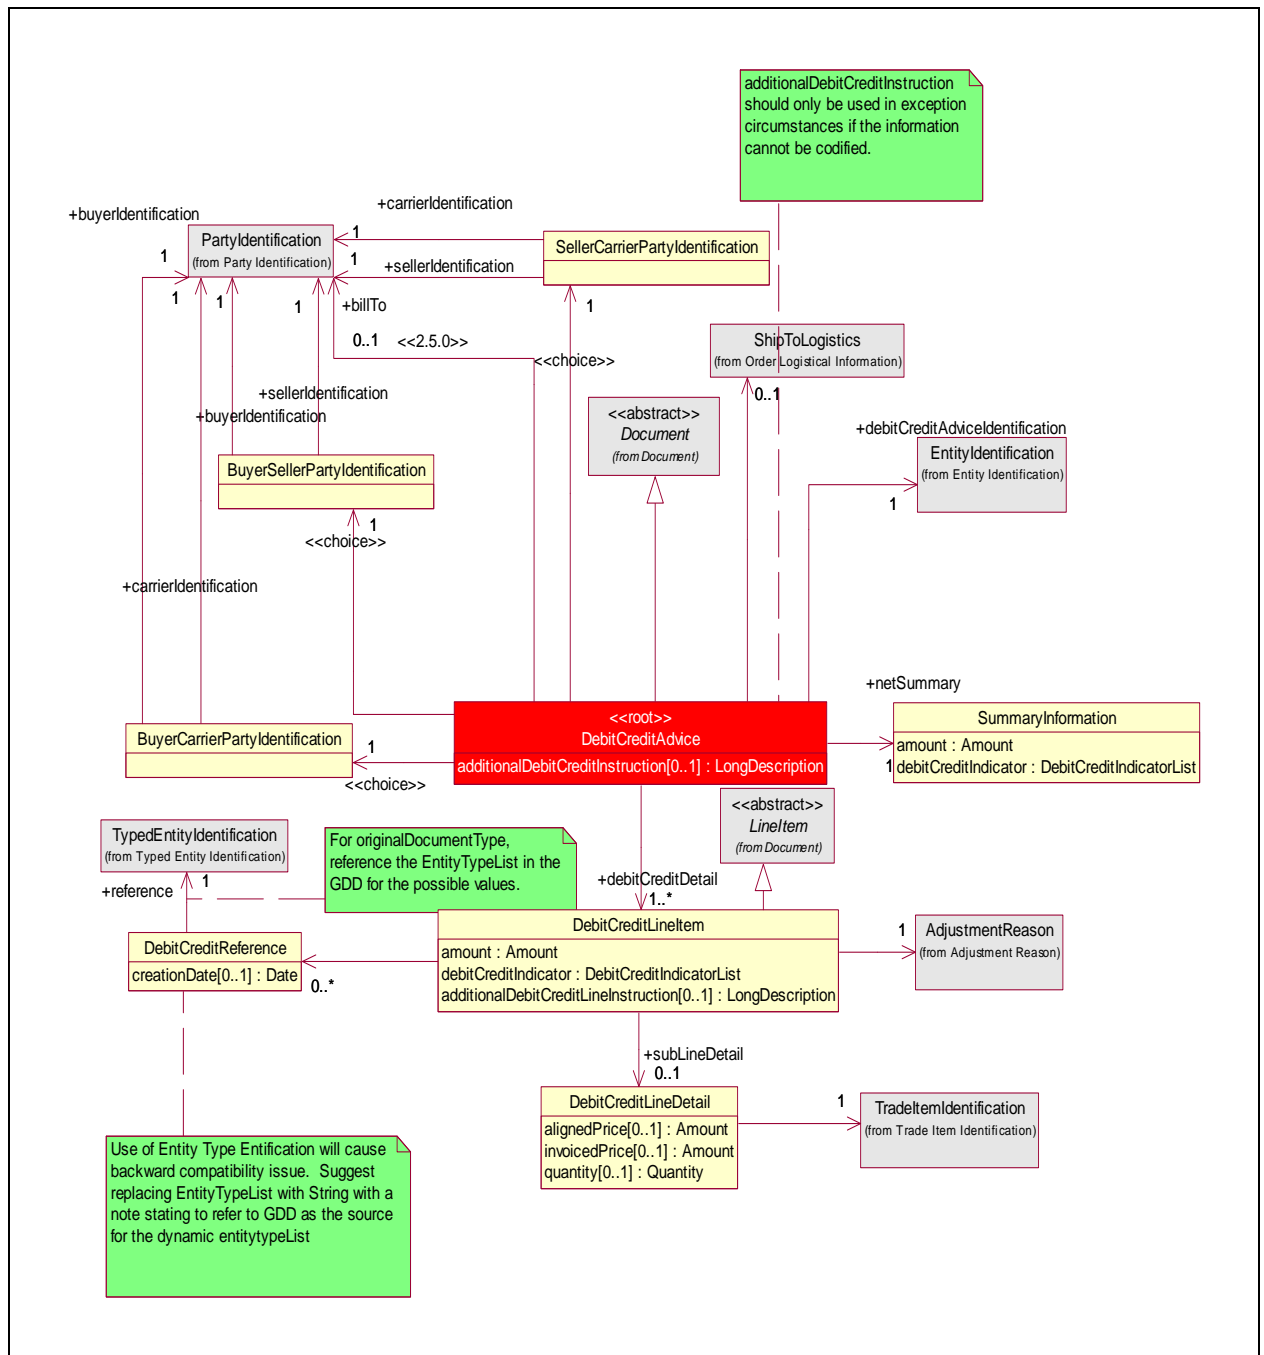 additionalDebitCreditInstruction
should only be used in exception
circumstances if the information
cannot be codified.
+carrierIdentification
+buyerIdentification
PartyIdentification
(from Party Identification)
1
1
1
1
1
1
1
SellerCarrierPartyIdentification
+sellerIdentification
+billTo
0..1 <<2.5.0>>
1
<<choice>>
ShipToLogistics
(from Order Logistical Information)
0..1
+sellerIdentification
+buyerIdentification
<<abstract>>
Document
(from Document)
+debitCreditAdviceIdentification
EntityIdentification
(from Entity Identification)
1
BuyerSellerPartyIdentification
1
<<choice>>
+carrierIdentification
+netSummary
<<root>>
DebitCreditAdvice
additionalDebitCreditInstruction[0..1] : LongDescription
SummaryInformation
amount : Amount
1
debitCreditIndicator : DebitCreditIndicatorList
BuyerCarrierPartyIdentification
1
<<choice>>
<<abstract>>
LineItem
(from Document)
TypedEntityIdentification
(from Typed Entity Identification)
For originalDocumentType,
reference the EntityTypeList in the
GDD for the possible values.
+reference
1
+debitCreditDetail
1..*
DebitCreditLineItem
amount : Amount
debitCreditIndicator : DebitCreditIndicatorList
additionalDebitCreditLineInstruction[0..1] : LongDescription
1
AdjustmentReason
(from Adjustment Reason)
DebitCreditReference
creationDate[0..1] : Date
0..*
+subLineDetail
0..1
DebitCreditLineDetail
alignedPrice[0..1] : Amount
invoicedPrice[0..1] : Amount
quantity[0..1] : Quantity
1
TradeItemIdentification
(from Trade Item Identification)
Use of Entity Type Entification will cause
backward compatibility issue. Suggest
replacing EntityTypeList with String with a
note stating to refer to GDD as the source
for the dynamic entitytypeList